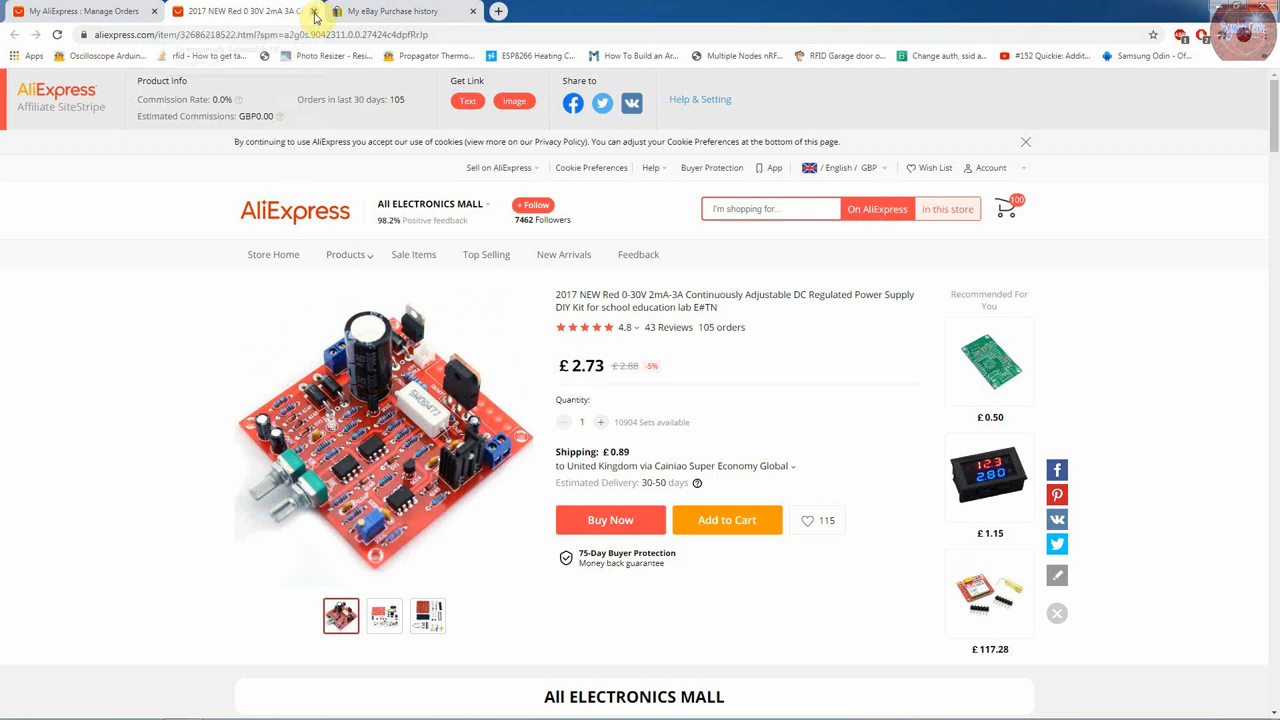 My AliExpress : Manage Orders
2017 NEW Red 0 30V 2mA 3A C
My eBay Purchase history
aliexpress.com/item/32686218522.html?spm=a2g0s.9042311.0.0.27424c4dpfRrJp
Apps
Oscilloscope Arduin...
rfid - How to get ta...
Photo Resizer - Resi...
Propagator Thermo...
ESP8266 Heating C...
How To Build an Ar...
Multiple Nodes nRF...
RFID Garage door o...
Change auth, ssid a...
#152 Quickie: Addit...
Samsung Odin - Of...
AliExpress
Affiliate SiteStripe
Product Info
Commission Rate: 0.0%
Orders in last 30 days: 105
Estimated Commissions: GBP0.00
Get Link
Text
Image
Share to
Help & Setting
By continuing to use AliExpress you accept our use of cookies (view more on our Privacy Policy). You can adjust your Cookie Preferences at the bottom of this page.
Sell on AliExpress
Cookie Preferences
Help
Buyer Protection
App
/ English / GBP
Wish List
Account
AliExpress
All ELECTRONICS MALL
98.2% Positive feedback
+ Follow
7462 Followers
I'm shopping for...
On AliExpress
In this store
100
Store Home
Products
Sale Items
Top Selling
New Arrivals
Feedback
2017 NEW Red 0-30V 2mA-3A Continuously Adjustable DC Regulated Power Supply
DIY Kit for school education lab E#TN
4.8
43 Reviews
105 orders
£ 2.73
£ 2.88
-5%
Quantity:
1
10904 Sets available
Shipping: £ 0.89
to United Kingdom via Cainiao Super Economy Global
Estimated Delivery: 30-50 days
Buy Now
Add to Cart
115
75-Day Buyer Protection
Money back guarantee
Recommended For
You
£ 0.50
12.3
2.80
£ 1.15
£ 117.28
All ELECTRONICS MALL